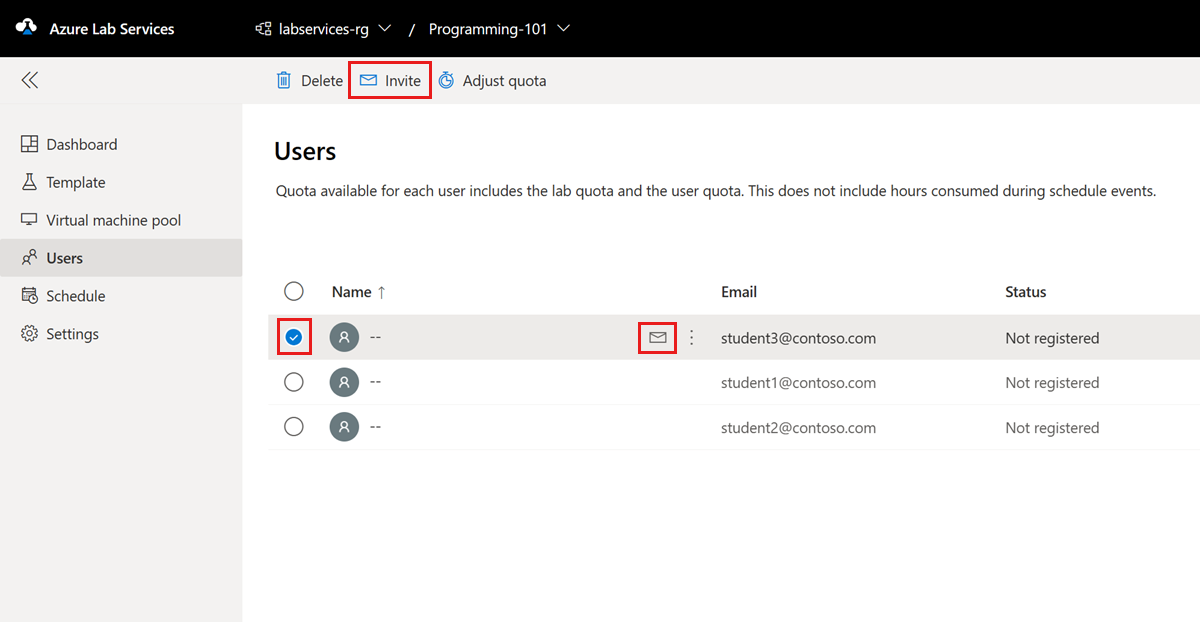 Azure Lab Services labservices-rg / Programming-101
Delete Invite Adjust quota
Dashboard
Template
Virtual machine pool
Users
Schedule
Settings
Users
Quota available for each user includes the lab quota and the user quota. This does not include hours consumed during schedule events.
Name ↑ Email Status
-- student3@contoso.com Not registered
-- student1@contoso.com Not registered
-- student2@contoso.com Not registered